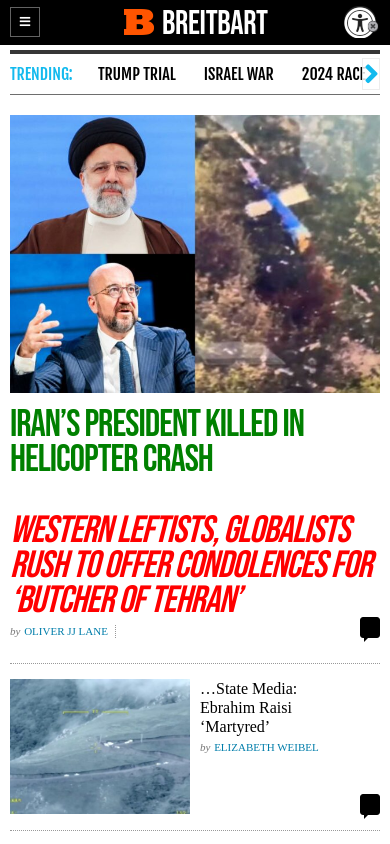 BREITBART
TRENDING:
TRUMP TRIAL
ISRAEL WAR
2024 RACE
IRAN’S PRESIDENT KILLED IN
HELICOPTER CRASH
WESTERN LEFTISTS, GLOBALISTS
RUSH TO OFFER CONDOLENCES FOR
‘BUTCHER OF TEHRAN’
by OLIVER JJ LANE
…State Media:
Ebrahim Raisi
‘Martyred’
by ELIZABETH WEIBEL